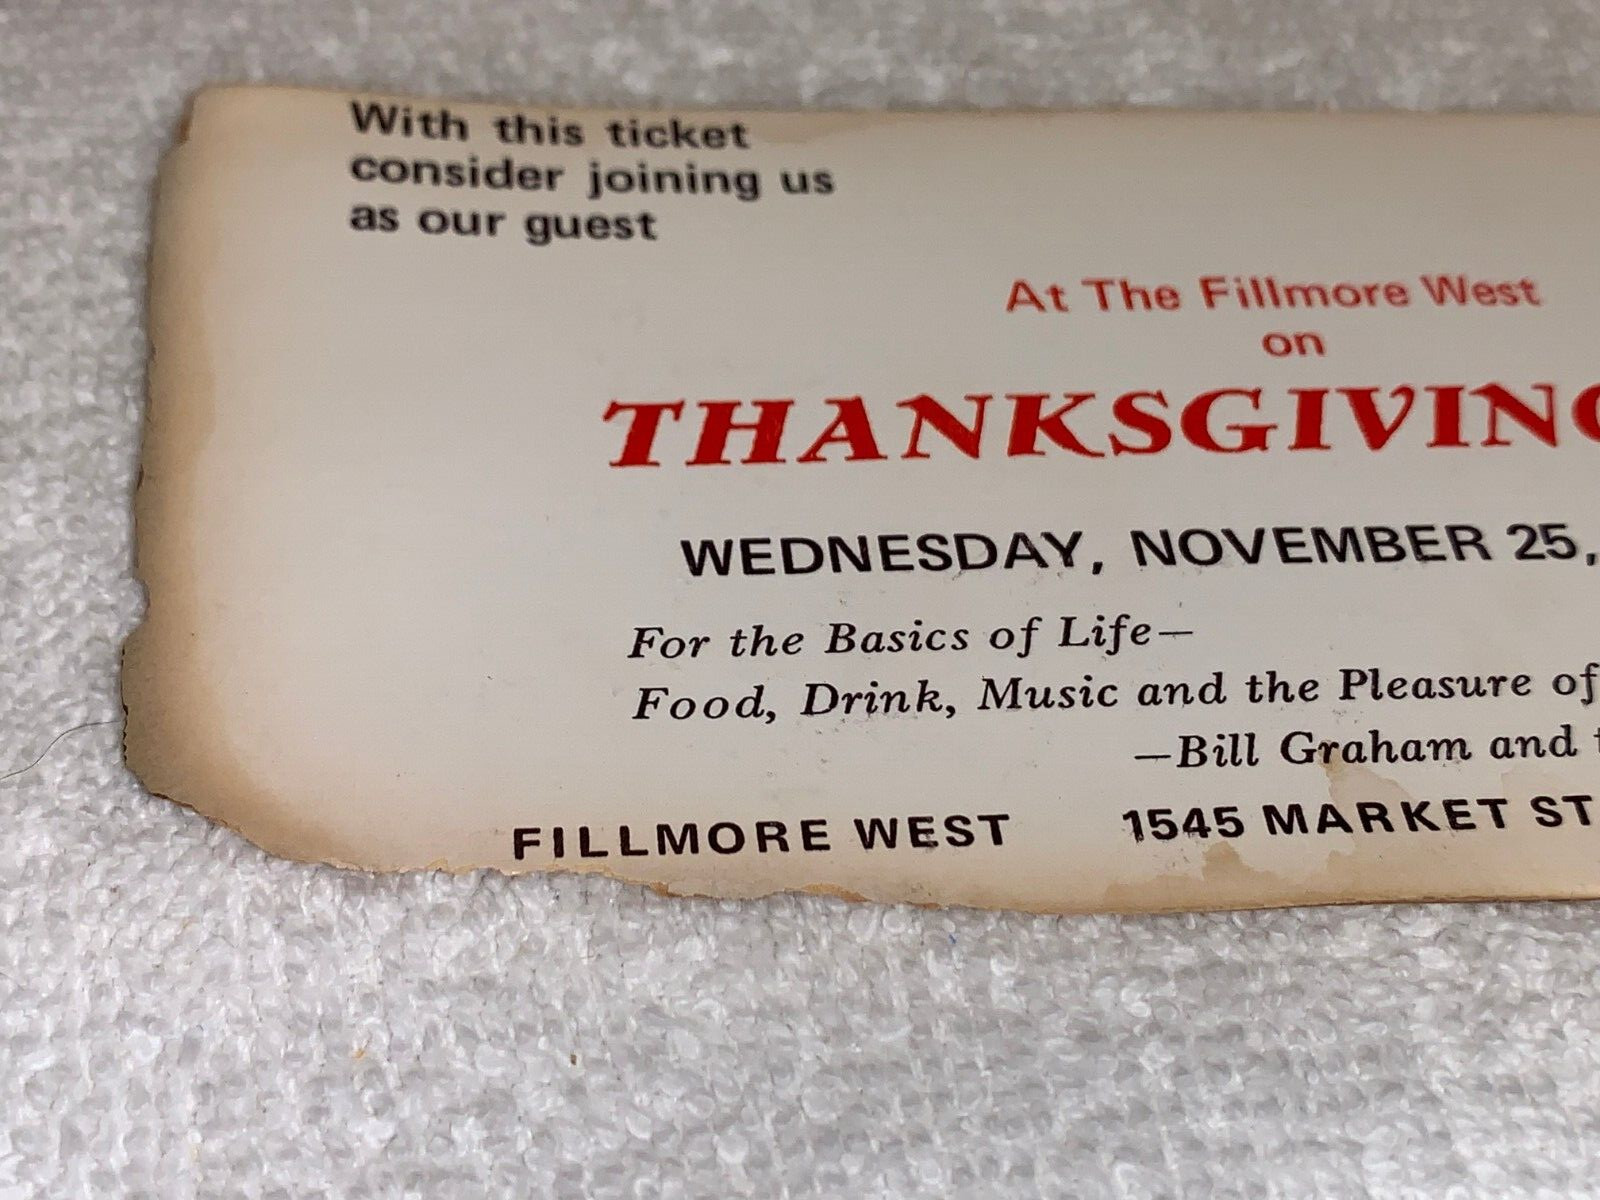 With this ticket
consider joining us
as our guest
At The Fillmore West
on
THANKSGIVING
WEDNESDAY, NOVEMBER 25,
For the Basics of Life—
Food, Drink, Music and the Pleasure of
—Bill Graham and
FILLMORE WEST 1545 MARKET ST